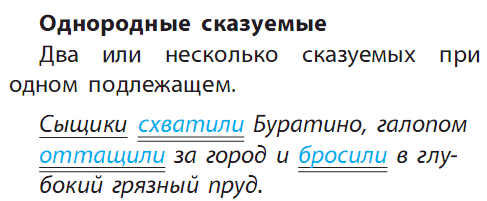 Однородные сказуемые
Два или несколько сказуемых при
одном подлежащем.
Сыщики схватили Буратино, галопом
оттащили за город и бросили в глу-
бокий грязный пруд.